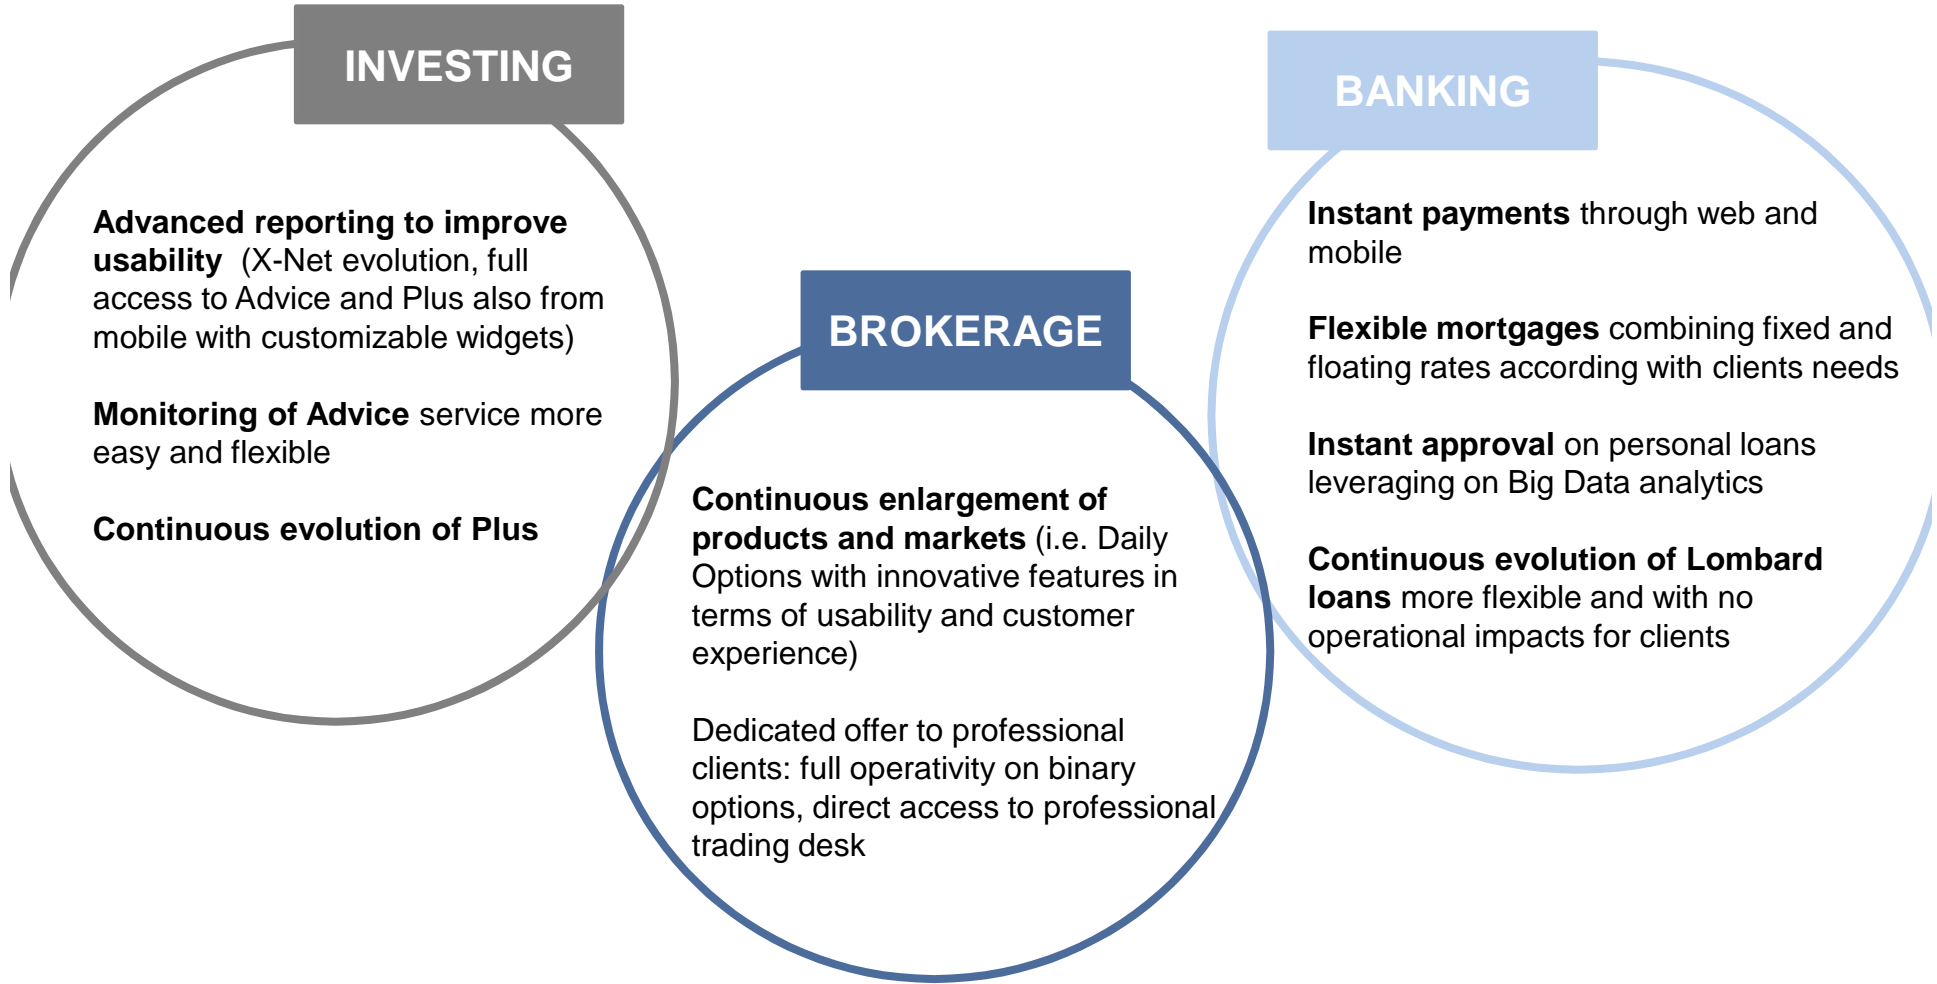 INVESTING
Advanced reporting to improve
usability  (X-Net evolution, full
access to Advice and Plus also from
mobile with customizable widgets)
Monitoring of Advice service more
easy and flexible
Continuous evolution of Plus
BROKERAGE
Continuous enlargement of
products and markets (i.e. Daily
Options with innovative features in
terms of usability and customer
experience)
Dedicated offer to professional
clients: full operativity on binary
options, direct access to professional
trading desk
BANKING
Instant payments through web and
mobile
Flexible mortgages combining fixed and
floating rates according with clients needs
Instant approval on personal loans
leveraging on Big Data analytics
Continuous evolution of Lombard
loans more flexible and with no
operational impacts for clients